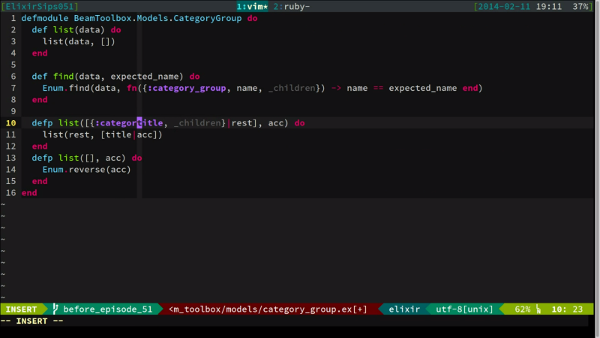 [ElixirSips051] 1:vim* 2:ruby- [2014-02-11 19:11 37%]
1 defmodule BeamToolbox.Models.CategoryGroup do
2 def list(data) do
3 list(data, [])
4 end
5
6 def find(data, expected_name) do
7 Enum.find(data, fn({:category_group, name, _children}) -> name == expected_name end)
8 end
9
10 defp list([{:categortitle, _children}|rest], acc) do
11 list(rest, [title|acc])
12 end
13 defp list([], acc) do
14 Enum.reverse(acc)
15 end
16 end
~
~
~
~
~
~
~
~
INSERT before_episode_51 <m_toolbox/models/category_group.ex[+] elixir utf-8[unix] 62% 10: 23
-- INSERT --